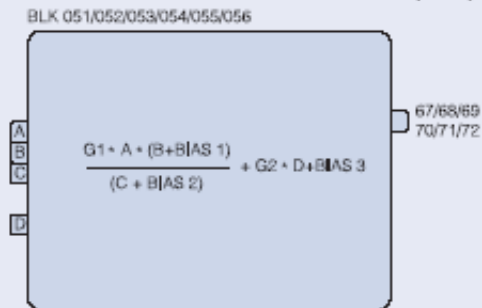 BLK 051/052/053/054/055/056
A
B
C
D
G1 * A * (B+BIAS 1)
(C + BIAS 2)
+ G2 * D+BIAS 3
67/68/69
70/71/72